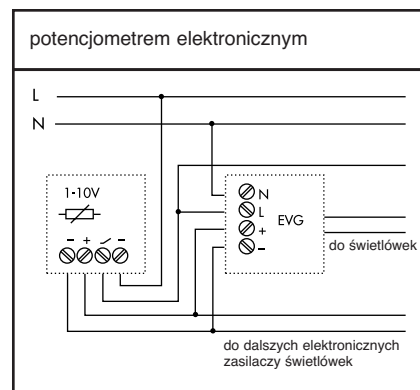 potencjometrem elektronicznym
L
N
1-10V
- + -
N
L
+
-
EVG
do świetlówek
do dalszych elektronicznych
zasilaczy świetlówek